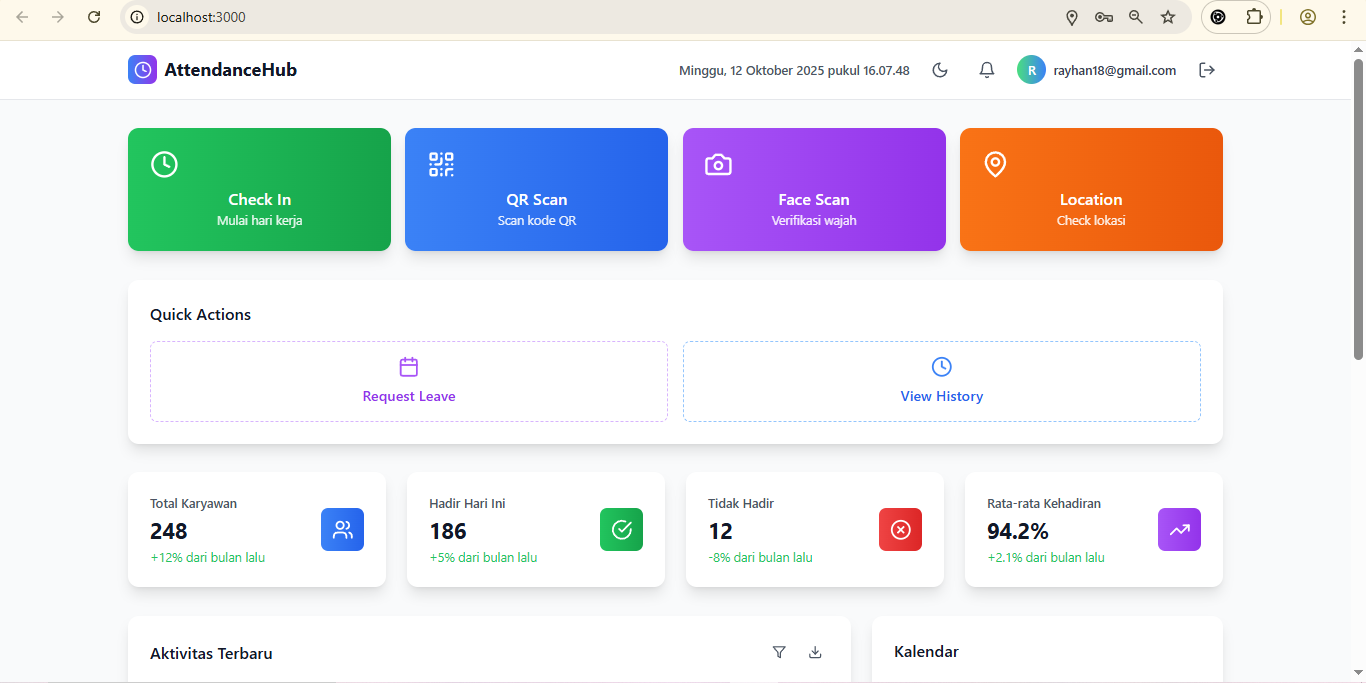 localhost:3000
AttendanceHub
Minggu, 12 Oktober 2025 pukul 16.07.48
R
rayhan18@gmail.com
Check In
Mulai hari kerja
QR Scan
Scan kode QR
Face Scan
Verifikasi wajah
Location
Check lokasi
Quick Actions
Request Leave
View History
Total Karyawan
248
+12% dari bulan lalu
Hadir Hari Ini
186
+5% dari bulan lalu
Tidak Hadir
12
-8% dari bulan lalu
Rata-rata Kehadiran
94.2%
+2.1% dari bulan lalu
Aktivitas Terbaru
Kalendar